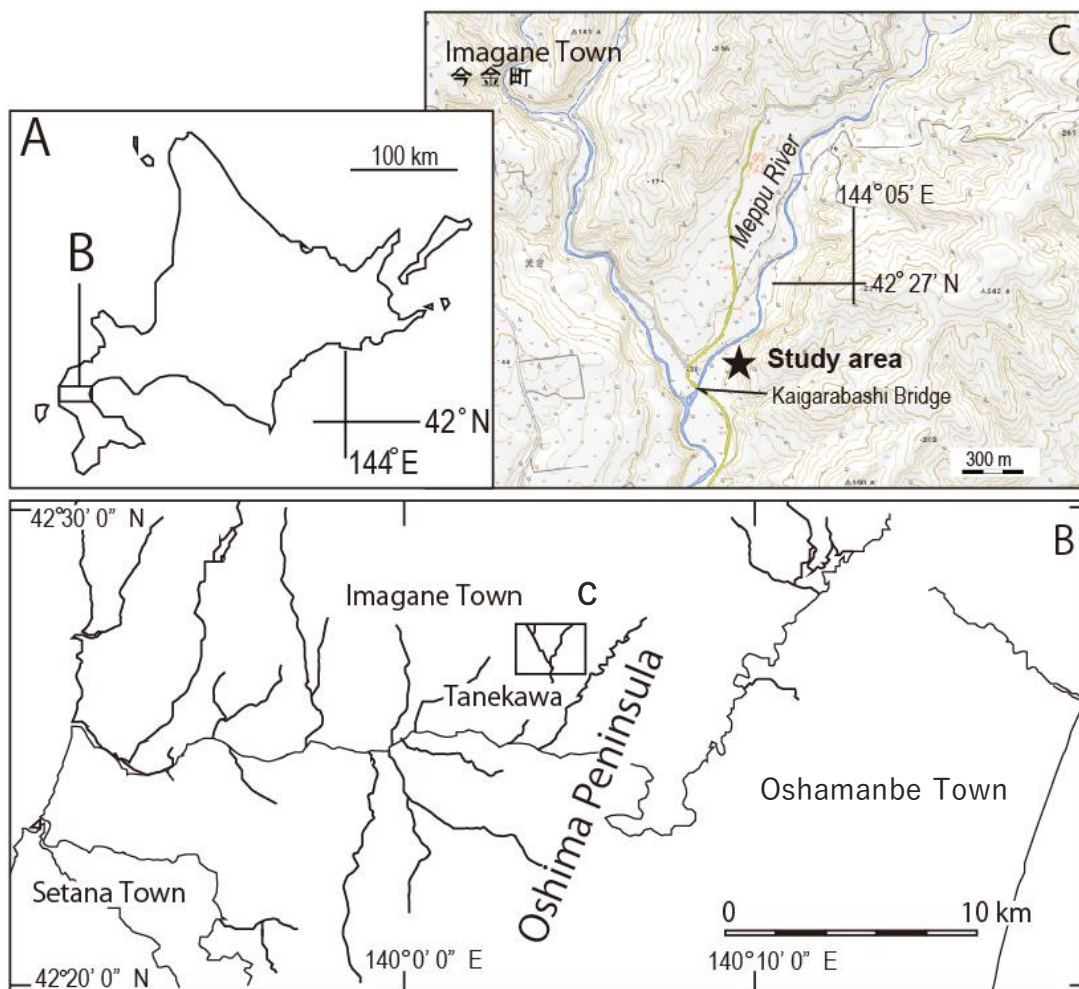 A
100 km
B
42° N
144°E
Imagane Town
今金町
C
Meppu River
144° 05' E
42° 27' N
Study area
Kaigarabashi Bridge
300 m
42°30' 0" N
B
Imagane Town
C
Tanekawa
Oshima Peninsula
Oshamanbe Town
Setana Town
0
10 km
42°20' 0" N
140°0' 0" E
140°10' 0" E